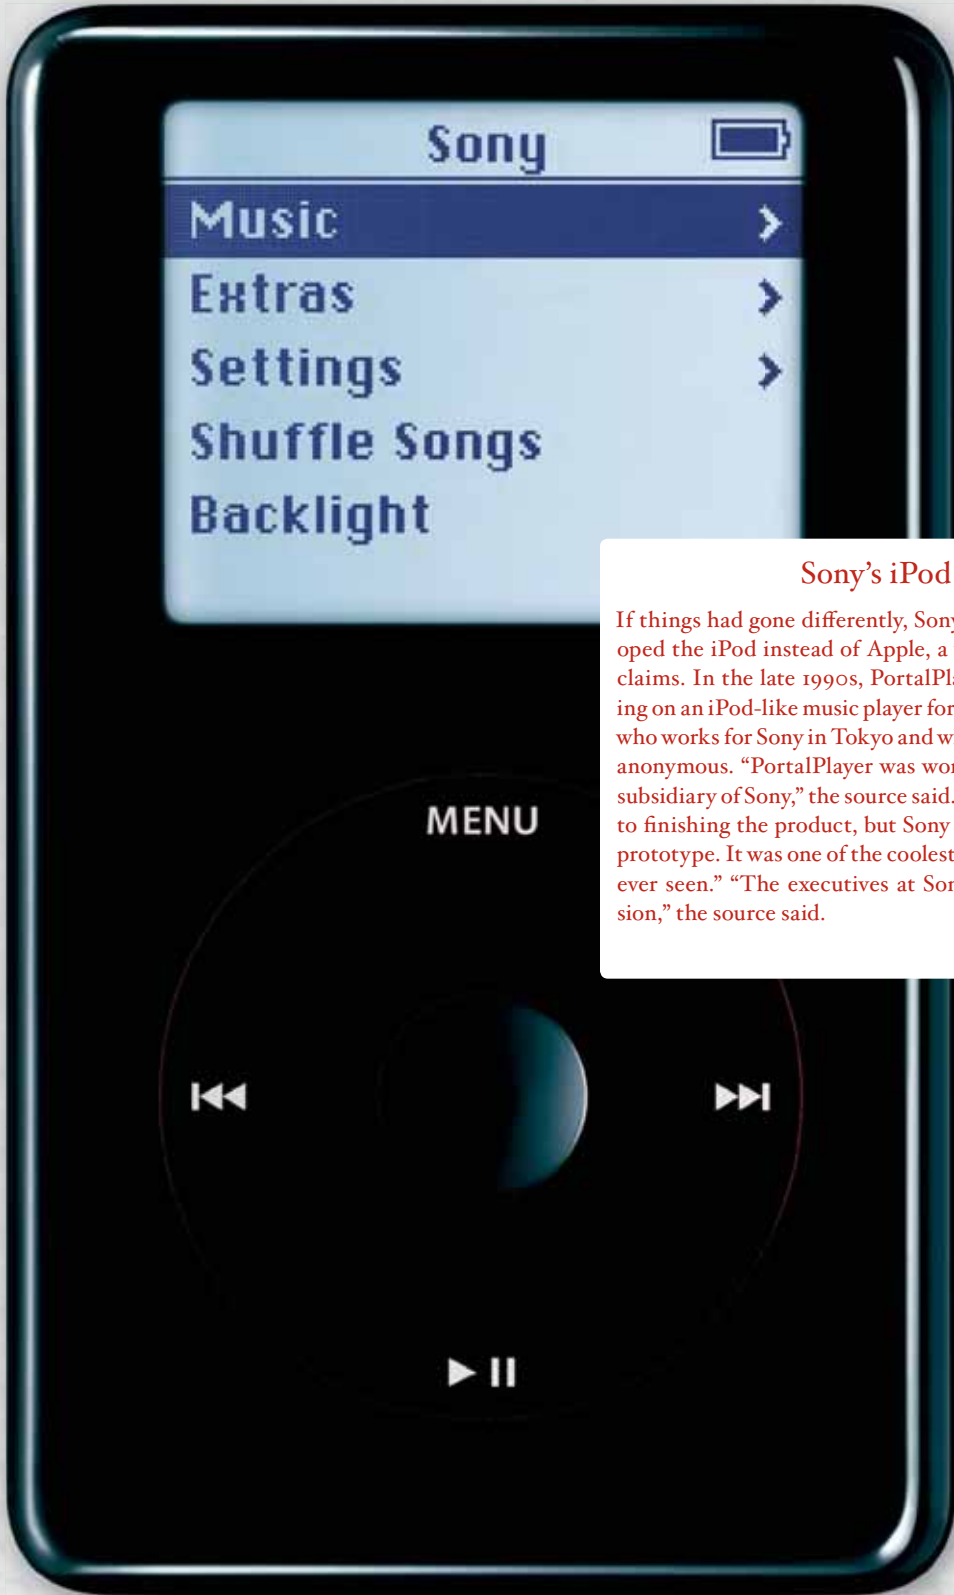 Sony
Music
Extras
Settings
Shuffle Songs
Backlight
Sony’s iPod
If things had gone differently, Sony
oped the iPod instead of Apple, a
claims. In the late 1990s, PortalPla
ing on an iPod-like music player for
who works for Sony in Tokyo and w
anonymous. “PortalPlayer was wor
subsidiary of Sony,” the source said.
to finishing the product, but Sony
prototype. It was one of the coolest
ever seen.” “The executives at Son
sion,” the source said.
MENU